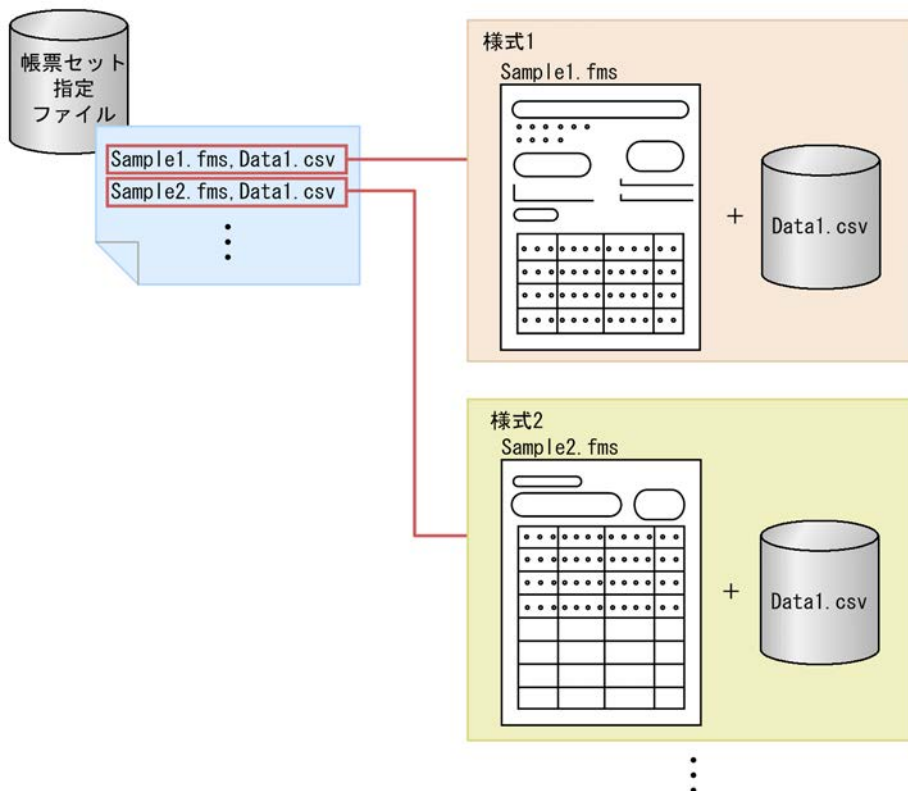 帳票セット
指定
ファイル
Sample1.fms,Data1.csv
Sample2.fms,Data1.csv
様式1
Sample1.fms
+
Data1.csv
様式2
Sample2.fms
+
Data1.csv